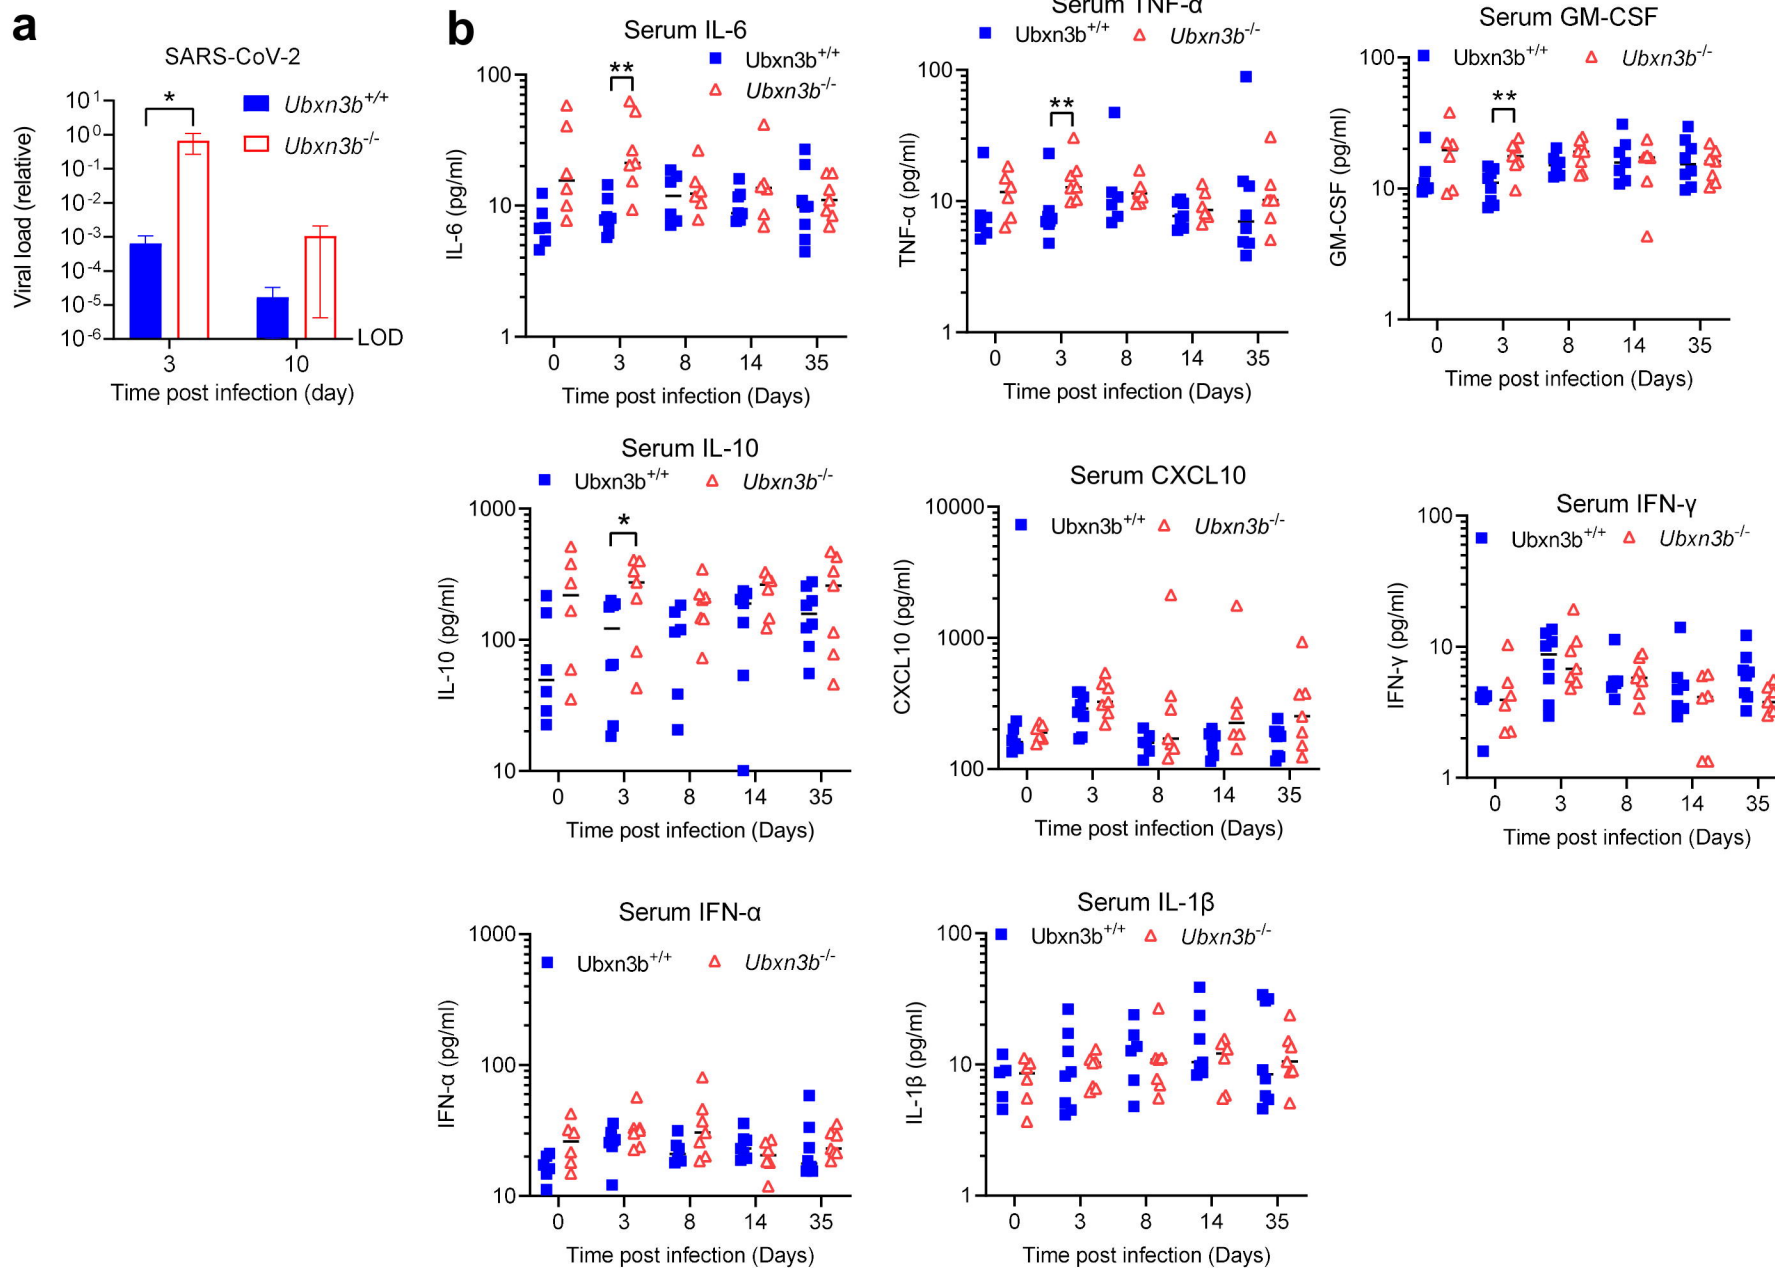 a
SARS-CoV-2
*
Ubxn3b+/+
Ubxn3b-/-
Viral load (relative)
10^1
10^0
10^-1
10^-2
10^-3
10^-4
10^-5
10^-6
LOD
3 10
Time post infection (day)
b
Serum IL-6
Ubxn3b+/+
Ubxn3b-/-
**
IL-6 (pg/ml)
100
10
1
0 3 8 14 35
Time post infection (Days)
Serum TNF-α
Ubxn3b+/+ Ubxn3b-/-
**
TNF-α (pg/ml)
100
10
1
0 3 8 14 35
Time post infection (Days)
Serum GM-CSF
Ubxn3b+/+ Ubxn3b-/-
**
GM-CSF (pg/ml)
100
10
1
0 3 8 14 35
Time post infection (Days)
Serum IL-10
Ubxn3b+/+ Ubxn3b-/-
*
IL-10 (pg/ml)
1000
100
10
0 3 8 14 35
Time post infection (Days)
Serum CXCL10
Ubxn3b+/+ Ubxn3b-/-
CXCL10 (pg/ml)
10000
1000
100
0 3 8 14 35
Time post infection (Days)
Serum IFN-γ
Ubxn3b+/+ Ubxn3b-/-
IFN-γ (pg/ml)
100
10
1
0 3 8 14 35
Time post infection (Days)
Serum IFN-α
Ubxn3b+/+ Ubxn3b-/-
IFN-α (pg/ml)
1000
100
10
0 3 8 14 35
Time post infection (Days)
Serum IL-1β
Ubxn3b+/+ Ubxn3b-/-
IL-1β (pg/ml)
100
10
1
0 3 8 14 35
Time post infection (Days)